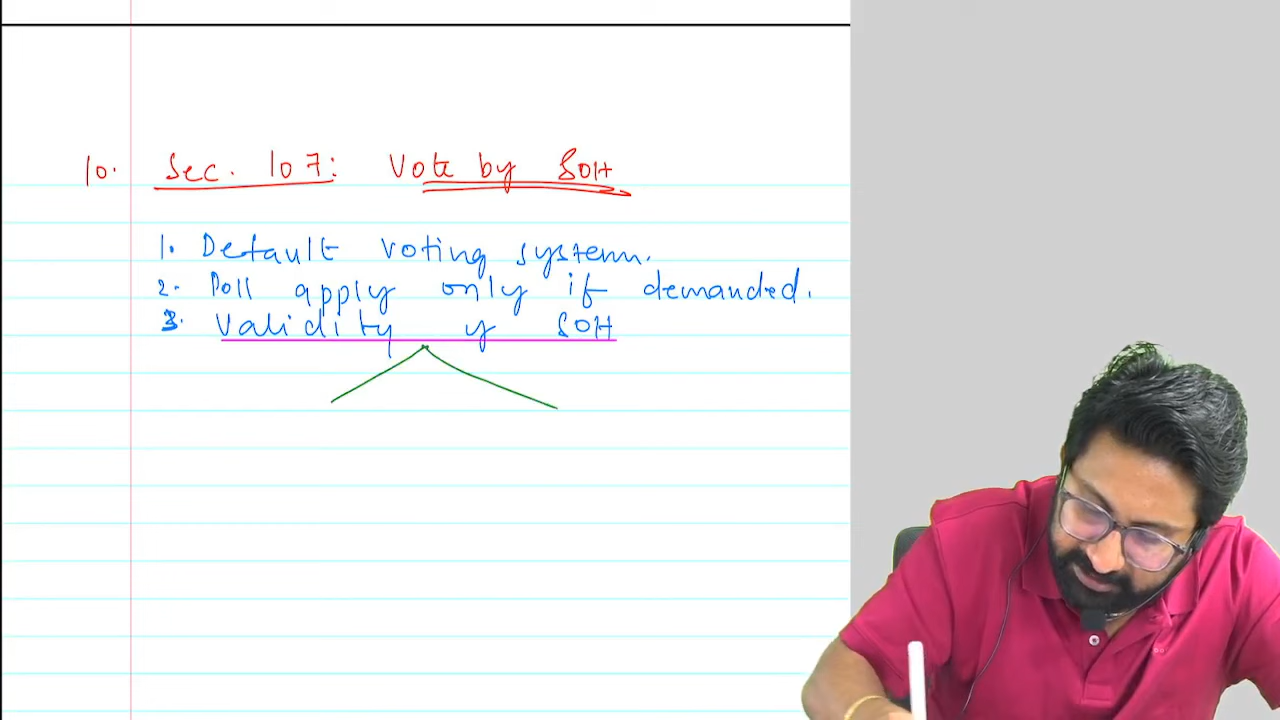 10. Sec. 107: Vote by SOH
1. Default voting system.
2. Poll apply only if demanded.
3. Validity of SOH